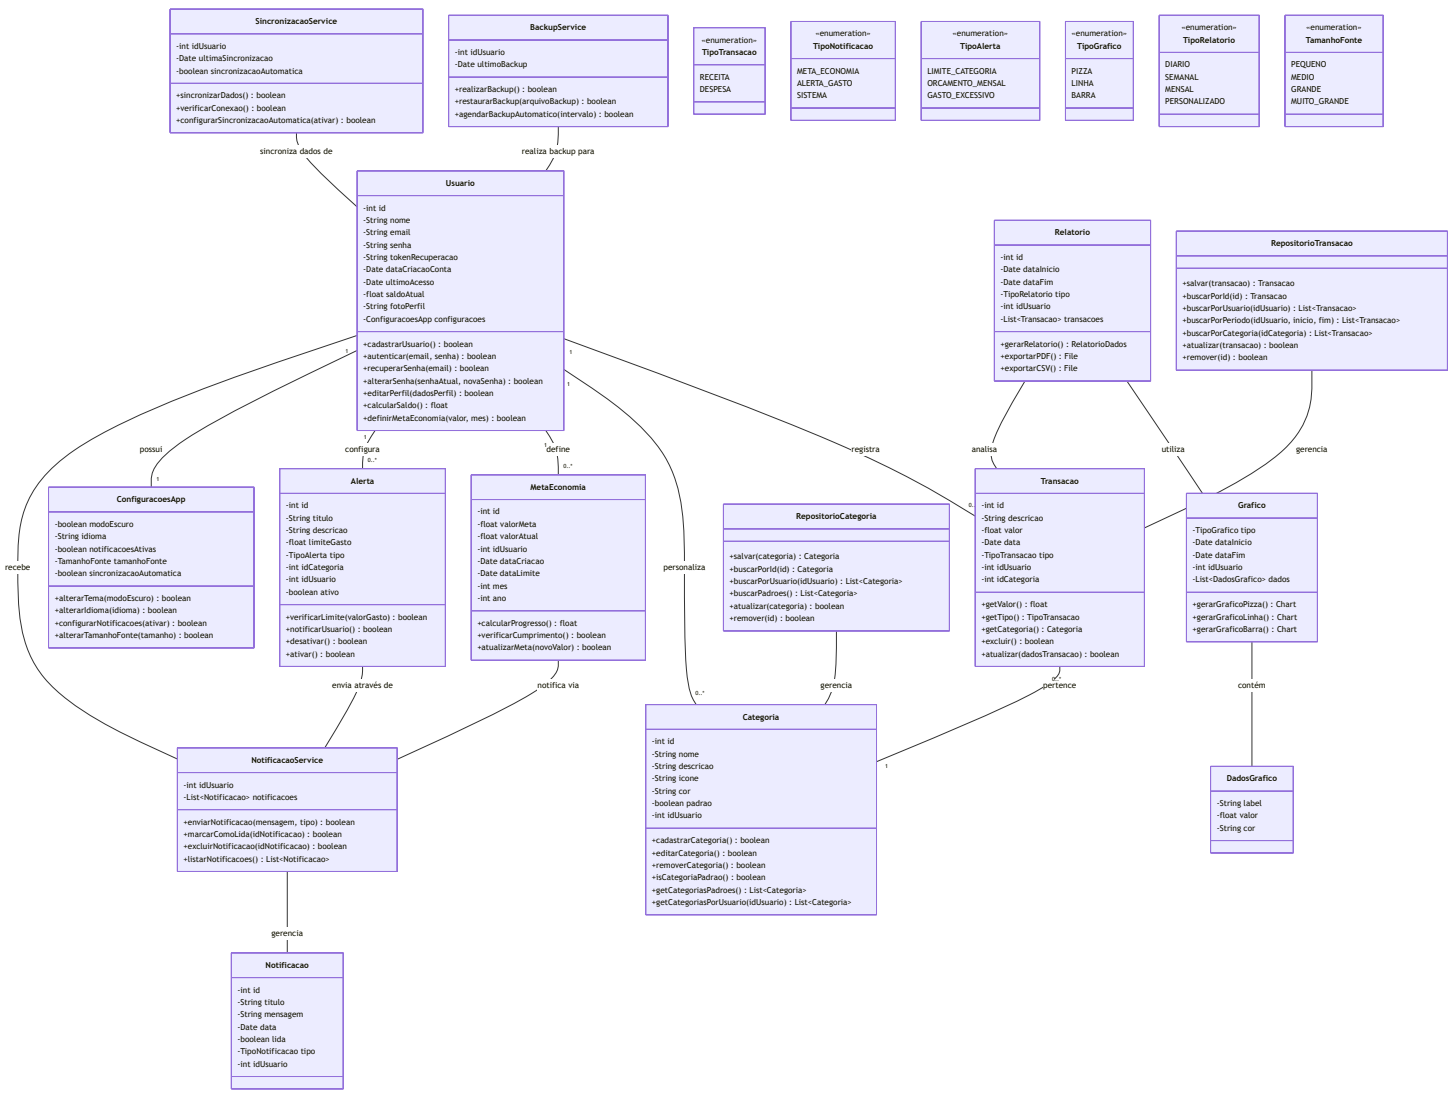 SincronizacaoService
-int idUsuario
-Date ultimaSincronizacao
-boolean sincronizacaoAutomatica
+sincronizarDados() : boolean
+verificarConexao() : boolean
+configurarSincronizacaoAutomatica(ativar) : boolean
BackupService
-int idUsuario
-Date ultimoBackup
+realizarBackup() : boolean
+restaurarBackup(arquivoBackup) : boolean
+agendarBackupAutomatico(intervalo) : boolean
«enumeration»
TipoTransacao
RECEITA
DESPESA
«enumeration»
TipoNotificacao
META_ECONOMIA
ALERTA_GASTO
SISTEMA
«enumeration»
TipoAlerta
LIMITE_CATEGORIA
ORCAMENTO_MENSAL
GASTO_EXCESSIVO
«enumeration»
TipoGrafico
PIZZA
LINHA
BARRA
«enumeration»
TipoRelatorio
DIARIO
SEMANAL
MENSAL
PERSONALIZADO
«enumeration»
TamanhoFonte
PEQUENO
MEDIO
GRANDE
MUITO_GRANDE
sincroniza dados de
realiza backup para
Usuario
-int id
-String nome
-String email
-String senha
-String tokenRecuperacao
-Date dataCriacaoConta
-Date ultimoAcesso
-float saldoAtual
-String fotoPerfil
-ConfiguracoesApp configuracoes
+cadastrarUsuario() : boolean
+autenticar(email, senha) : boolean
+recuperarSenha(email) : boolean
+alterarSenha(senhaAtual, novaSenha) : boolean
+editarPerfil(dadosPerfil) : boolean
+calcularSaldo() : float
+definirMetaEconomia(valor, mes) : boolean
Relatorio
-int id
-Date dataInicio
-Date dataFim
-TipoRelatorio tipo
-int idUsuario
-List<Transacao> transacoes
+gerarRelatorio() : RelatorioDados
+exportarPDF() : File
+exportarCSV() : File
RepositorioTransacao
+salvar(transacao) : Transacao
+buscarPorId(id) : Transacao
+buscarPorUsuario(idUsuario) : List<Transacao>
+buscarPorPeriodo(idUsuario, inicio, fim) : List<Transacao>
+buscarPorCategoria(idCategoria) : List<Transacao>
+atualizar(transacao) : boolean
+remover(id) : boolean
1
1
1
1
1
recebe
possui
1
configura
0..*
define
0..*
personaliza
0..*
registra
0..
analisa
utiliza
gerencia
ConfiguracoesApp
-boolean modoEscuro
-String idioma
-boolean notificacoesAtivas
-TamanhoFonte tamanhoFonte
-boolean sincronizacaoAutomatica
+alterarTema(modoEscuro) : boolean
+alterarIdioma(idioma) : boolean
+configurarNotificacoes(ativar) : boolean
+alterarTamanhoFonte(tamanho) : boolean
Alerta
-int id
-String titulo
-String descricao
-float limiteGasto
-TipoAlerta tipo
-int idCategoria
-int idUsuario
-boolean ativo
+verificarLimite(valorGasto) : boolean
+notificarUsuario() : boolean
+desativar() : boolean
+ativar() : boolean
MetaEconomia
-int id
-float valorMeta
-float valorAtual
-int idUsuario
-Date dataCriacao
-Date dataLimite
-int mes
-int ano
+calcularProgresso() : float
+verificarCumprimento() : boolean
+atualizarMeta(novoValor) : boolean
RepositorioCategoria
+salvar(categoria) : Categoria
+buscarPorId(id) : Categoria
+buscarPorUsuario(idUsuario) : List<Categoria>
+buscarPadroes() : List<Categoria>
+atualizar(categoria) : boolean
+remover(id) : boolean
Transacao
-int id
-String descricao
-float valor
-Date data
-TipoTransacao tipo
-int idUsuario
-int idCategoria
+getValor() : float
+getTipo() : TipoTransacao
+getCategoria() : Categoria
+excluir() : boolean
+atualizar(dadosTransacao) : boolean
Grafico
-TipoGrafico tipo
-Date dataInicio
-Date dataFim
-int idUsuario
-List<DadosGrafico> dados
+gerarGraficoPizza() : Chart
+gerarGraficoLinha() : Chart
+gerarGraficoBarra() : Chart
envia através de
notifica via
gerencia
0..*
pertence
1
contém
NotificacaoService
-int idUsuario
-List<Notificacao> notificacoes
+enviarNotificacao(mensagem, tipo) : boolean
+marcarComoLida(idNotificacao) : boolean
+excluirNotificacao(idNotificacao) : boolean
+listarNotificacoes() : List<Notificacao>
Categoria
-int id
-String nome
-String descricao
-String icone
-String cor
-boolean padrao
-int idUsuario
+cadastrarCategoria() : boolean
+editarCategoria() : boolean
+removerCategoria() : boolean
+isCategoriaPadrao() : boolean
+getCategoriasPadroes() : List<Categoria>
+getCategoriasPorUsuario(idUsuario) : List<Categoria>
DadosGrafico
-String label
-float valor
-String cor
gerencia
Notificacao
-int id
-String titulo
-String mensagem
-Date data
-boolean lida
-TipoNotificacao tipo
-int idUsuario